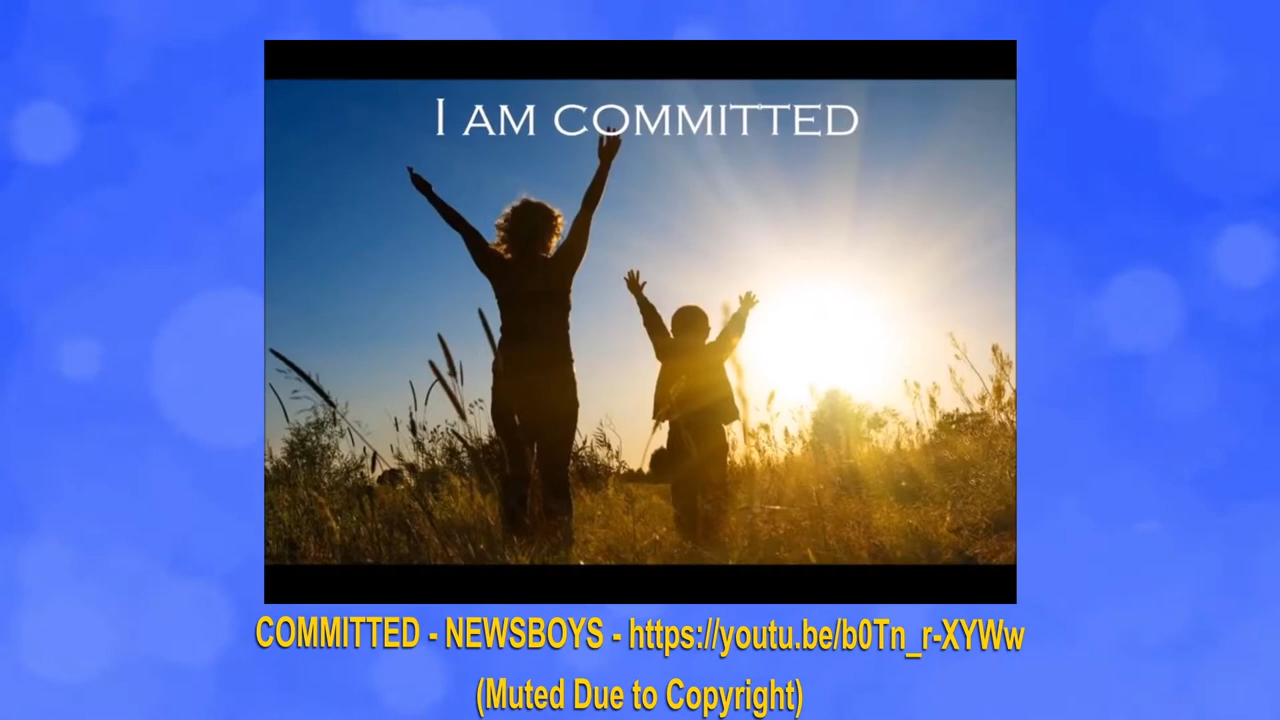 I AM COMMITTED
COMMITTED - NEWSBOYS - https://youtu.be/b0Tn_r-XYWw
(Muted Due to Copyright)